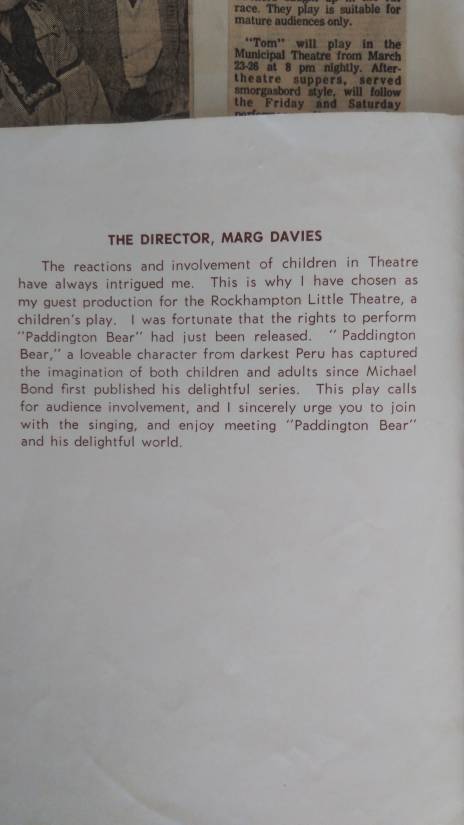 race. They play is suitable for
mature audiences only.
"Tom" will play in the
Municipal Theatre from March
23-26 at 8 pm nightly. After-
theatre suppers, served
smorgasbord style, will follow
the Friday and Saturday
THE DIRECTOR, MARG DAVIES
The reactions and involvement of children in Theatre
have always intrigued me. This is why I have chosen as
my guest production for the Rockhampton Little Theatre, a
children's play. I was fortunate that the rights to perform
"Paddington Bear" had just been released. " Paddington
Bear," a loveable character from darkest Peru has captured
the imagination of both children and adults since Michael
Bond first published his delightful series. This play calls
for audience involvement, and I sincerely urge you to join
with the singing, and enjoy meeting "Paddington Bear"
and his delightful world.